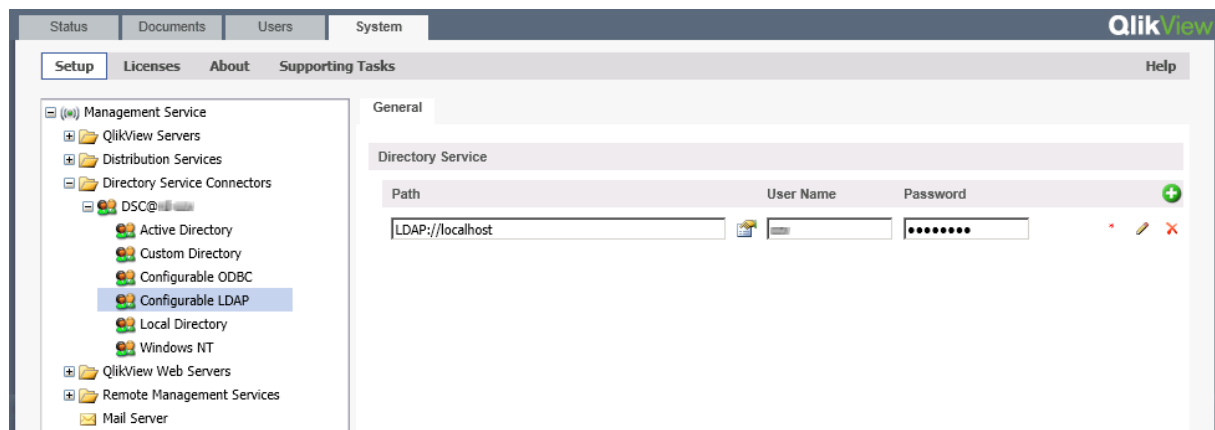 Status Documents Users System QlikView
Setup Licenses About Supporting Tasks Help
Management Service
QlikView Servers
Distribution Services
Directory Service Connectors
DSC@
Active Directory
Custom Directory
Configurable ODBC
Configurable LDAP
Local Directory
Windows NT
QlikView Web Servers
Remote Management Services
Mail Server
General
Directory Service
Path User Name Password
LDAP://localhost ●●●●●●●● *